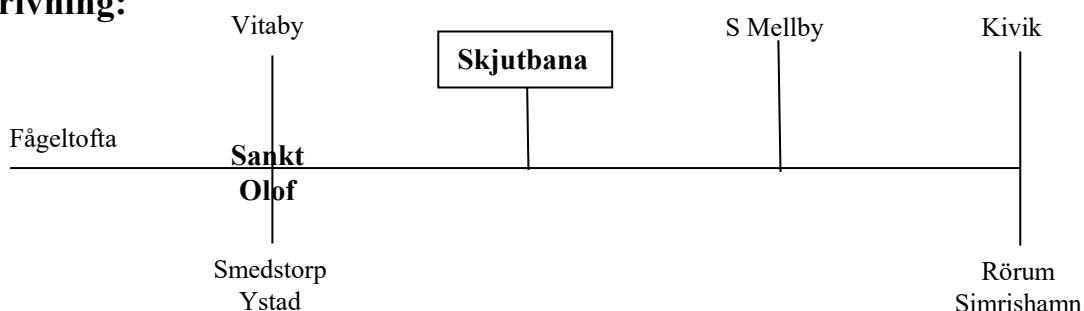 rivning:
Vitaby
S Mellby
Kivik
Skjutbana
Fågeltofta
Sankt
Olof
Smedstorp
Ystad
Rörum
Simrishamn